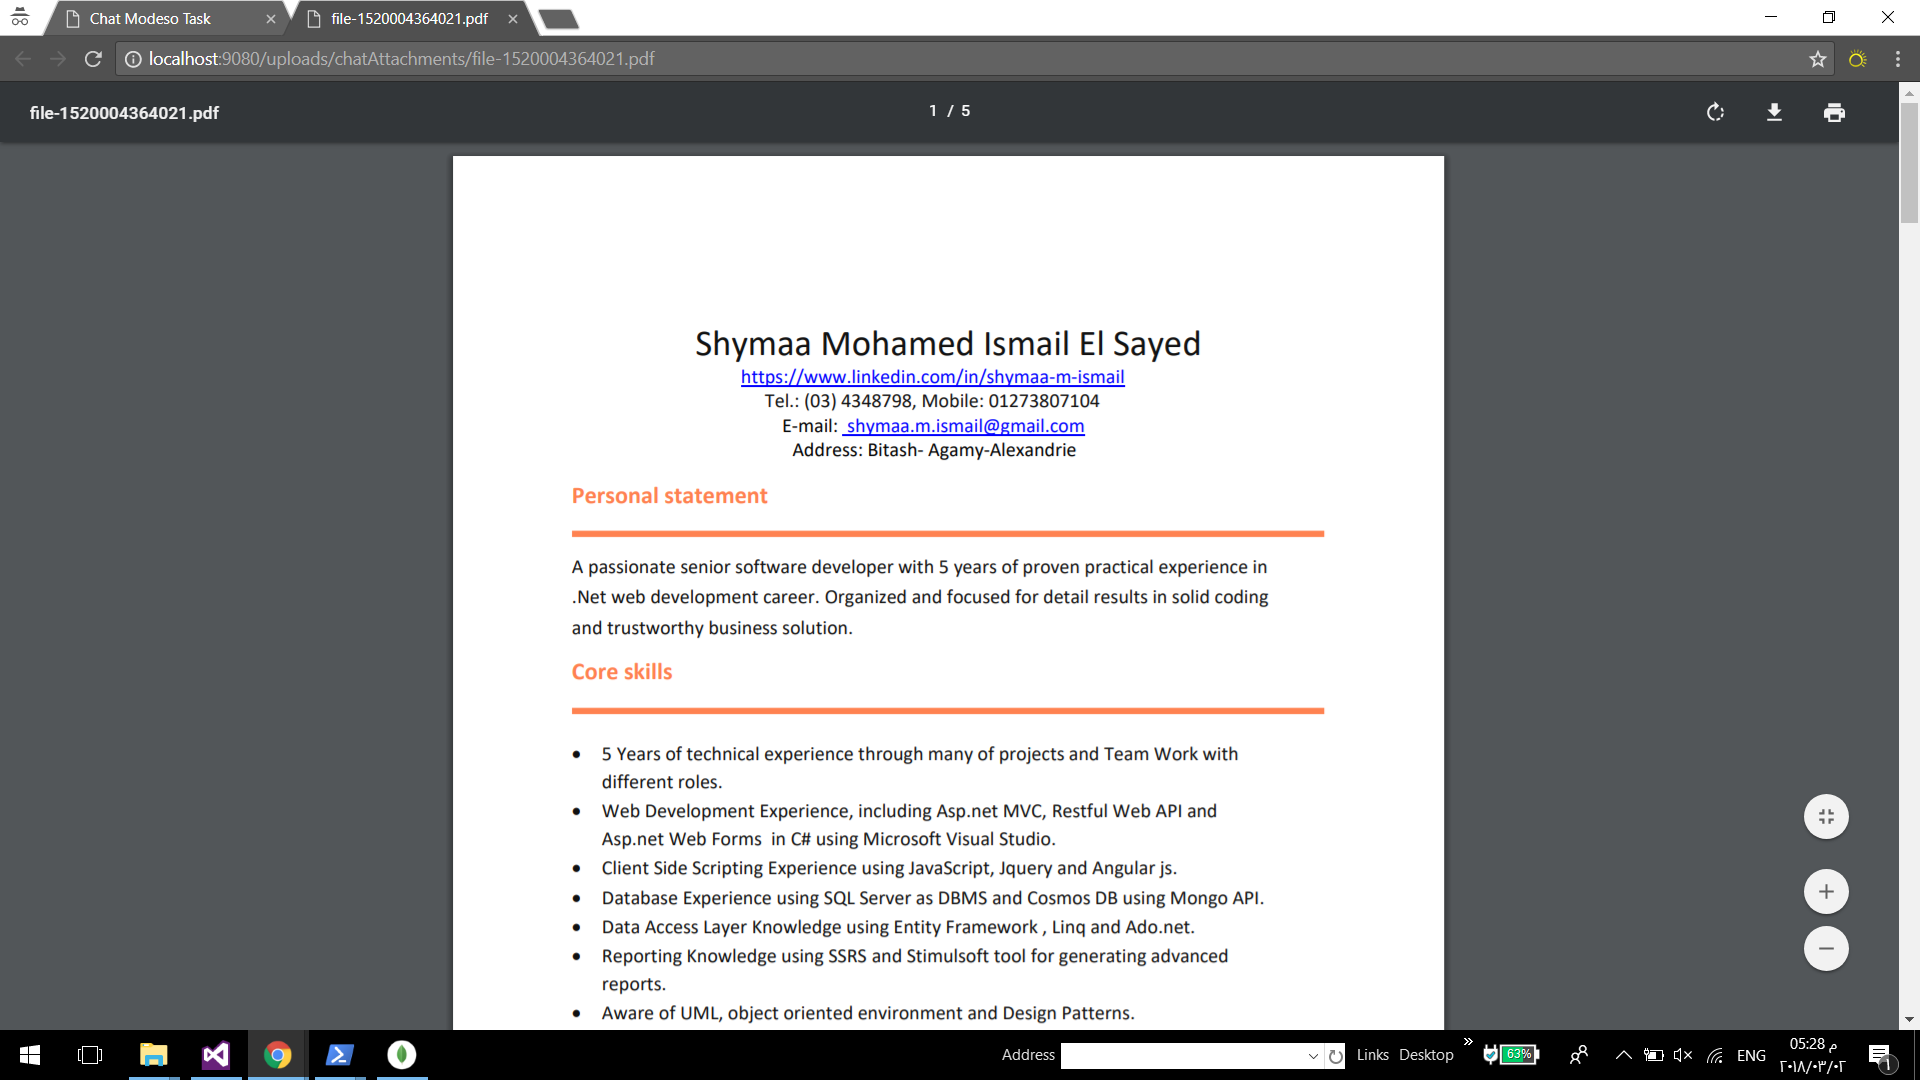 Chat Modeso Task
file-1520004364021.pdf
localhost:9080/uploads/chatAttachments/file-1520004364021.pdf
file-1520004364021.pdf
1 / 5
Shymaa Mohamed Ismail El Sayed
https://www.linkedin.com/in/shymaa-m-ismail
Tel.: (03) 4348798, Mobile: 01273807104
E-mail: shymaa.m.ismail@gmail.com
Address: Bitash- Agamy-Alexandrie
Personal statement
A passionate senior software developer with 5 years of proven practical experience in
.Net web development career. Organized and focused for detail results in solid coding
and trustworthy business solution.
Core skills
• 5 Years of technical experience through many of projects and Team Work with
different roles.
• Web Development Experience, including Asp.net MVC, Restful Web API and
Asp.net Web Forms in C# using Microsoft Visual Studio.
• Client Side Scripting Experience using JavaScript, Jquery and Angular js.
• Database Experience using SQL Server as DBMS and Cosmos DB using Mongo API.
• Data Access Layer Knowledge using Entity Framework , Linq and Ado.net.
• Reporting Knowledge using SSRS and Stimulsoft tool for generating advanced
reports.
• Aware of UML, object oriented environment and Design Patterns.
Address
Links
Desktop
»
63%
ENG
05:28 م
٢٠١٨/٠٣/٠٢
١